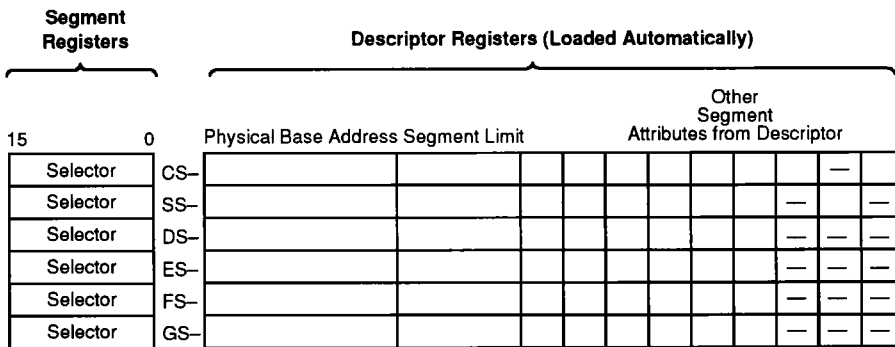 Segment
Registers
Descriptor Registers (Loaded Automatically)
Other
Segment
15 0 Physical Base Address Segment Limit Attributes from Descriptor
Selector CS– —
Selector SS– — —
Selector DS– — — —
Selector ES– — — —
Selector FS– — — —
Selector GS– — — —